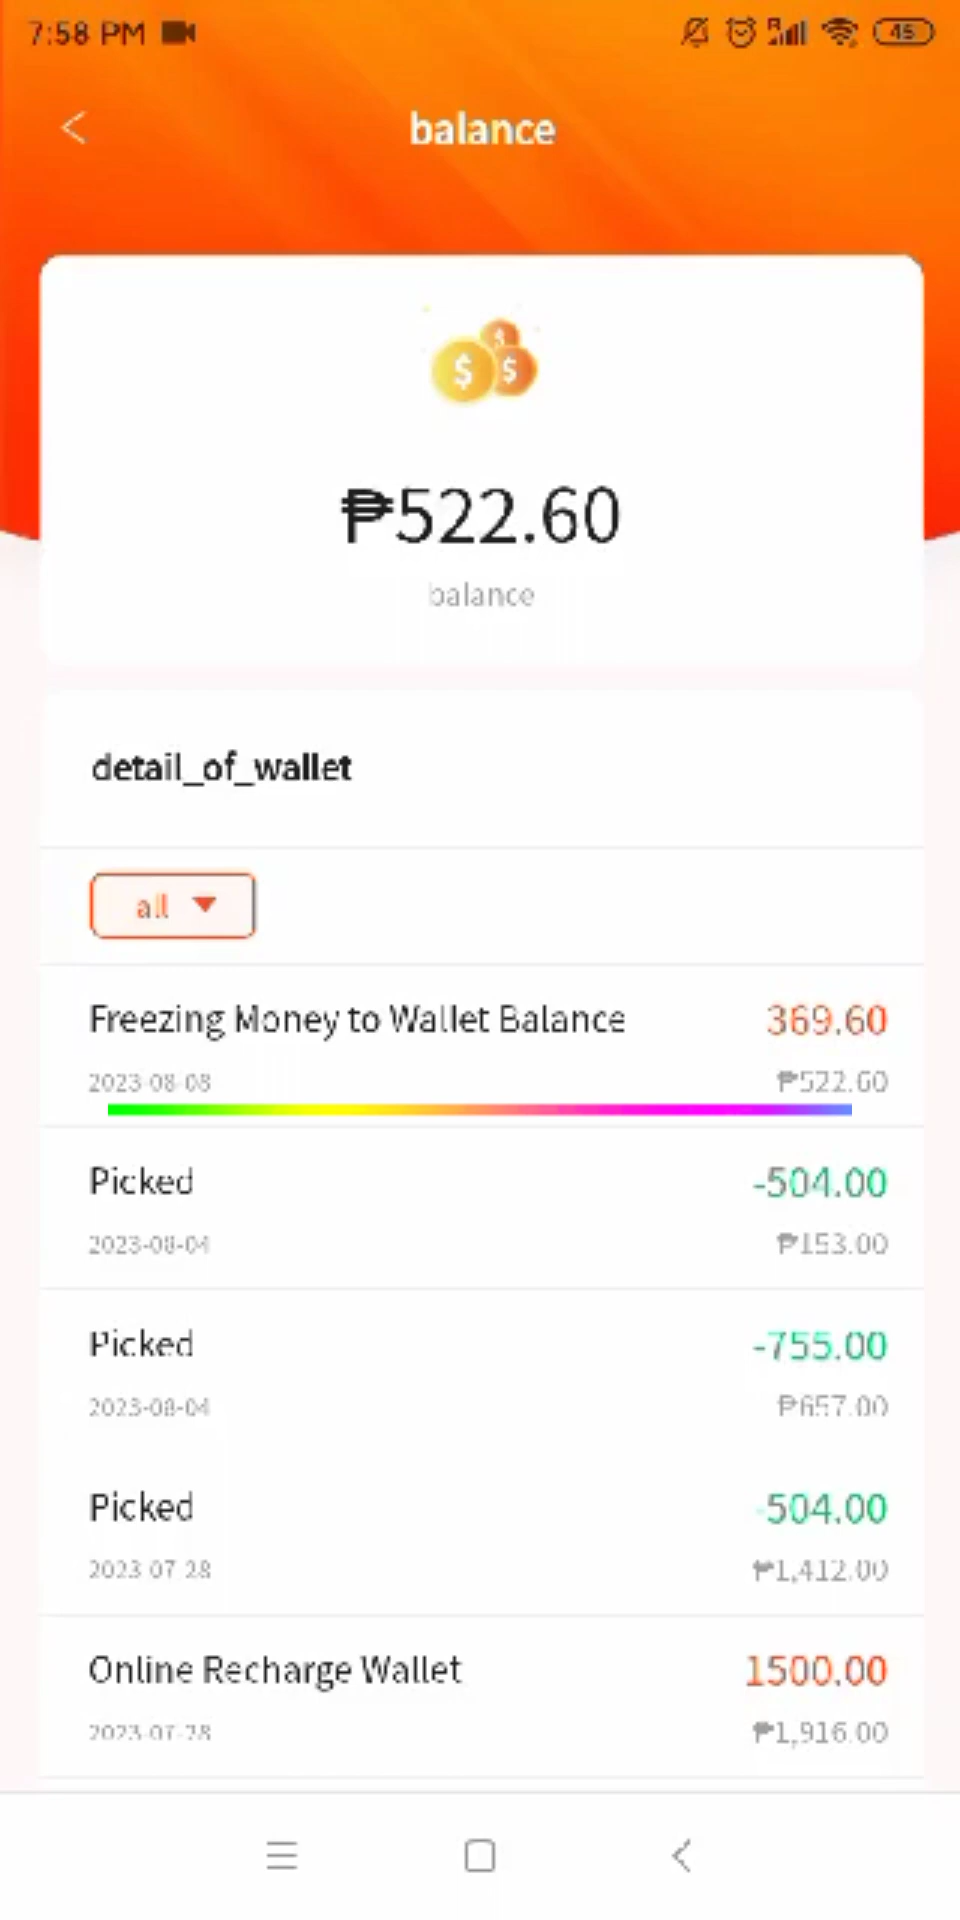 7:58 PM
45
balance
₱522.60
balance
detail_of_wallet
all
Freezing Money to Wallet Balance 369.60
2023-08-08 ₱522.60
Picked -504.00
2023-08-04 ₱153.00
Picked -755.00
2023-08-04 ₱657.00
Picked -504.00
2023-07-28 ₱1,412.00
Online Recharge Wallet 1500.00
2023-07-28 ₱1,916.00